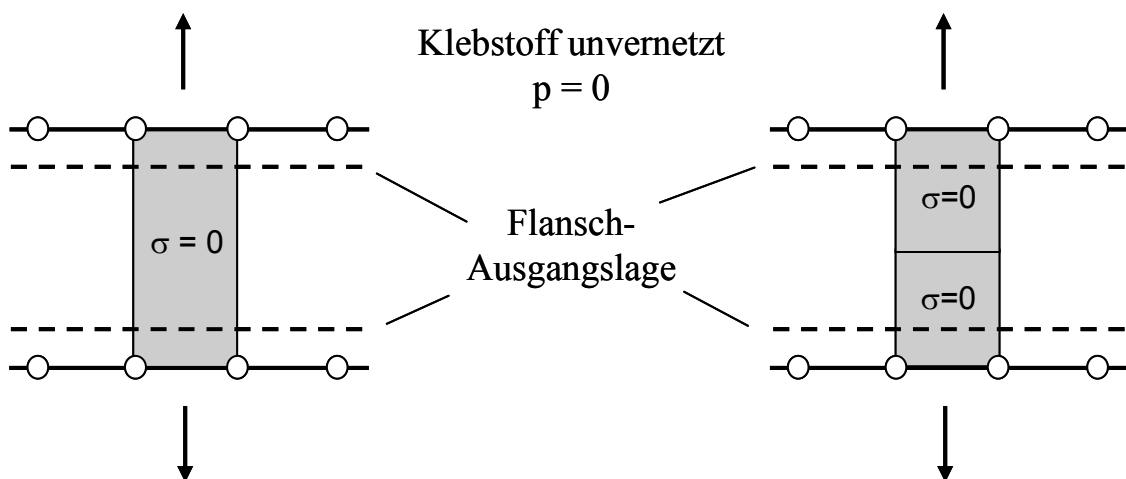 Klebstoff unvernetzt
p = 0
σ = 0
σ=0
Flansch-
Ausgangslage
σ=0